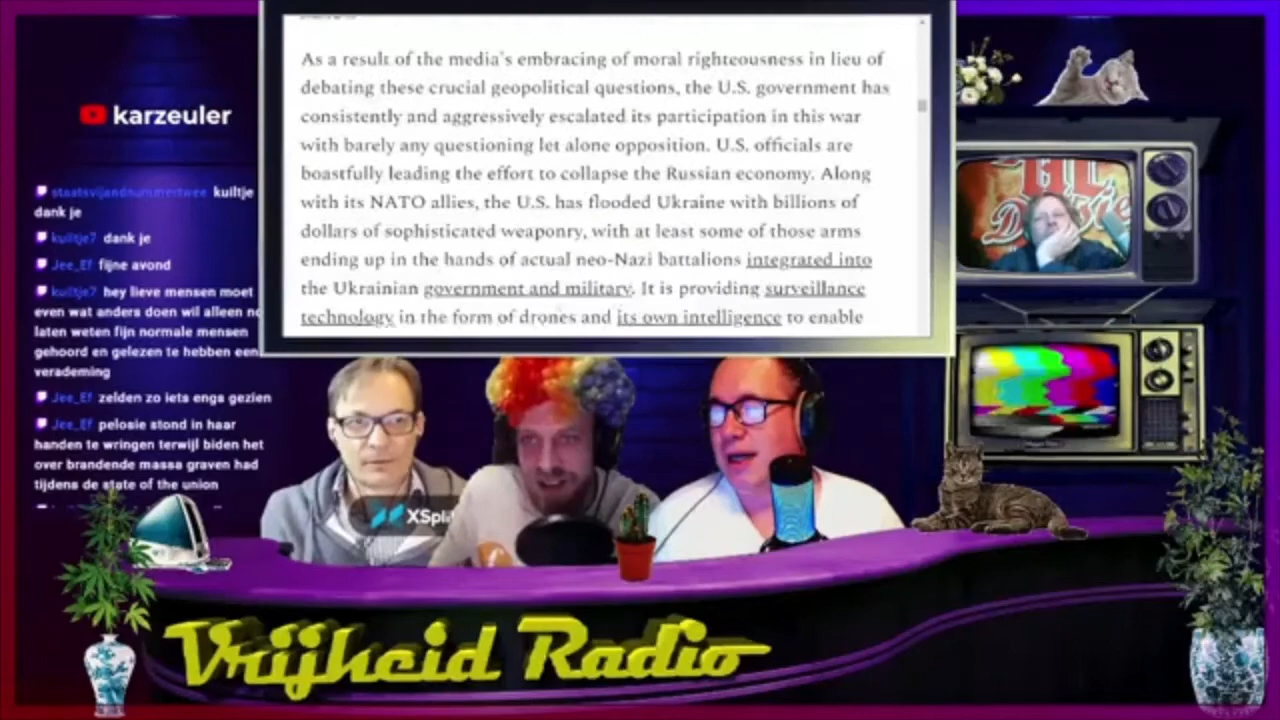 As a result of the media's embracing of moral righteousness in lieu of
debating these crucial geopolitical questions, the U.S. government has
consistently and aggressively escalated its participation in this war
with barely any questioning let alone opposition. U.S. officials are
boastfully leading the effort to collapse the Russian economy. Along
with its NATO allies, the U.S. has flooded Ukraine with billions of
dollars of sophisticated weaponry, with at least some of those arms
ending up in the hands of actual neo-Nazi battalions integrated into
the Ukrainian government and military. It is providing surveillance
technology in the form of drones and its own intelligence to enable
karzeuler
staatsvijandnummertwee kuiltje
dank je
kuiltje7 dank je
Jee_Ef fijne avond
kuiltje7 hey lieve mensen moet
even wat anders doen wil alleen
laten weten fijn normale mensen
gehoord en gelezen te hebben een
verademing
Jee_Ef zelden zo iets engs gezien
Jee_Ef pelosie stond in haar
handen te wringen terwijl biden het
over brandende massa graven had
tijdens de state of the union
XSpli
Vrijheid Radio